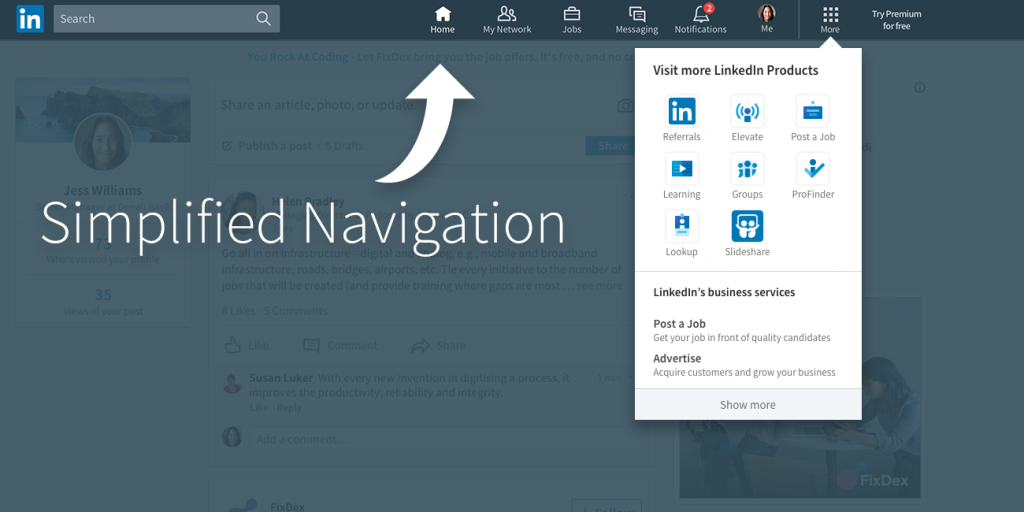 in
Search
Home
My Network
Jobs
Messaging
2
Notifications
Me
More
Try Premium
for free
You Rock At Coding - Let FixDex bring you the job offers. It's free, and no co
Share an article, photo, or update
Publish a post · 5 Drafts
Share
Jess Williams
Simplified Navigation
Who's viewed your profile
35
Views of your post
Helen Bradley
Go all in on infrastructure—digital and
e.g., mobile and broadband
infrastructure, roads, bridges, airports, etc. Tie every initiative to the number of
jobs that will be created (and provide training where gaps are most ... see more
8 Likes · 5 Comments
Like
Comment
Share
Susan Luker With every new invention in digitising a process, it
1 min
improves the productivity, reliability and integrity.
Like · Reply
Add a comment...
FixDex
Follow
Visit more LinkedIn Products
in
Referrals
Elevate
Post a Job
Learning
Groups
ProFinder
Lookup
Slideshare
LinkedIn's business services
Post a Job
Get your job in front of quality candidates
Advertise
Acquire customers and grow your business
Show more
FixDex